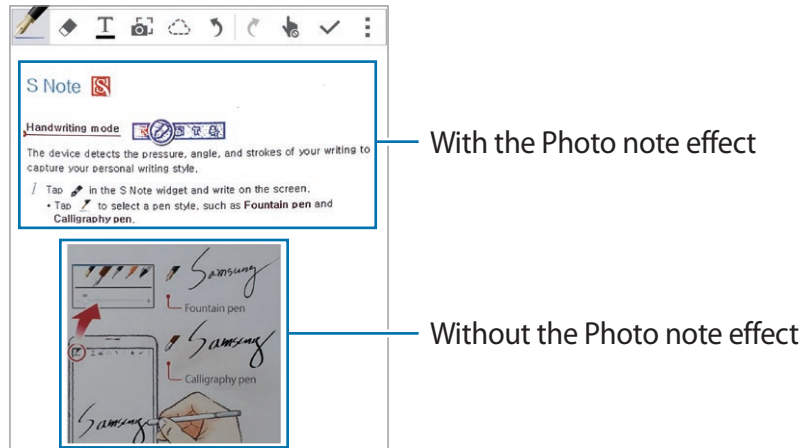 T
S Note
Handwriting mode
With the Photo note effect
The device detects the pressure, angle, and strokes of your writing to
capture your personal writing style.
1 Tap in the S Note widget and write on the screen.
• Tap to select a pen style, such as Fountain pen and
Calligraphy pen.
Samsung
Fountain pen
Without the Photo note effect
Samsung
Calligraphy pen
Samsung